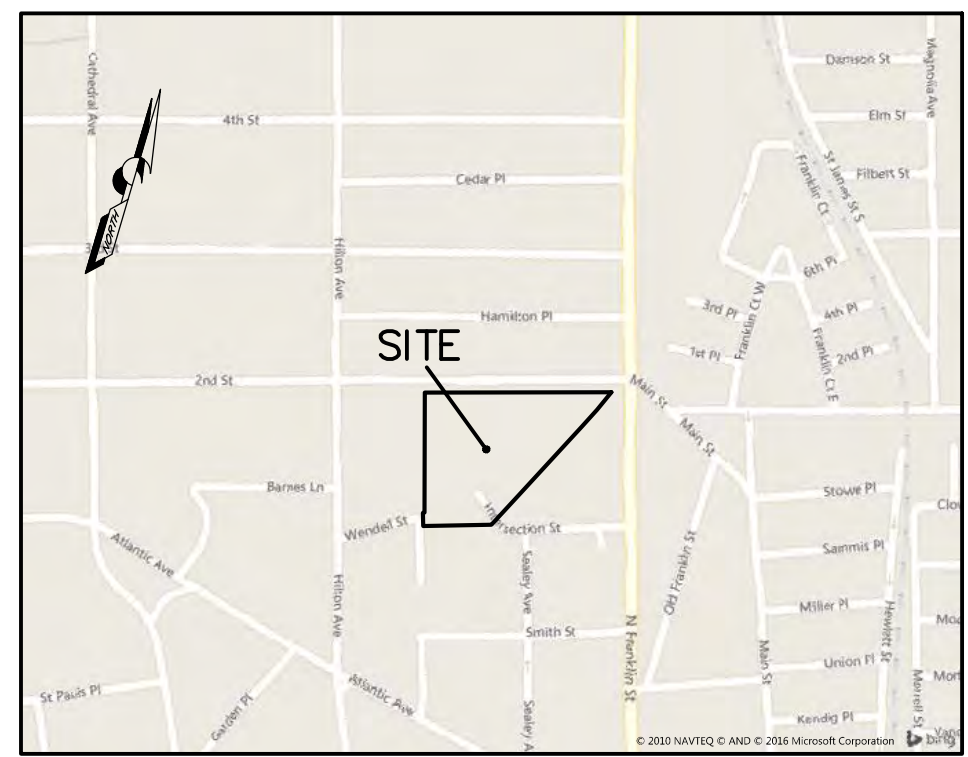 Cathedral Ave
Magnolia Ave
Damson St
4th St
Elm St
St James St S
Franklin Ct
Filbert St
Cedar Pl
NORTH
Hilton Ave
6th Pl
Hamilton Pl
3rd Pl
Franklin Ct W
4th Pl
SITE
1st Pl
2nd Pl
Franklin Ct E
2nd St
Main St
Main St
Barnes Ln
Stowe Pl
Intersection St
Wendell St
Atlantic Ave
Sealey Ave
Old Franklin St
Sammis Pl
Hilton Ave
Miller Pl
Hewlett St
Smith St
N Franklin St
Main St
Union Pl
St Pauls Pl
Atlantic Ave
Garden Pl
Sealey A
Morrell St
Kendig Pl
© 2010 NAVTEQ © AND © 2016 Microsoft Corporation
bing